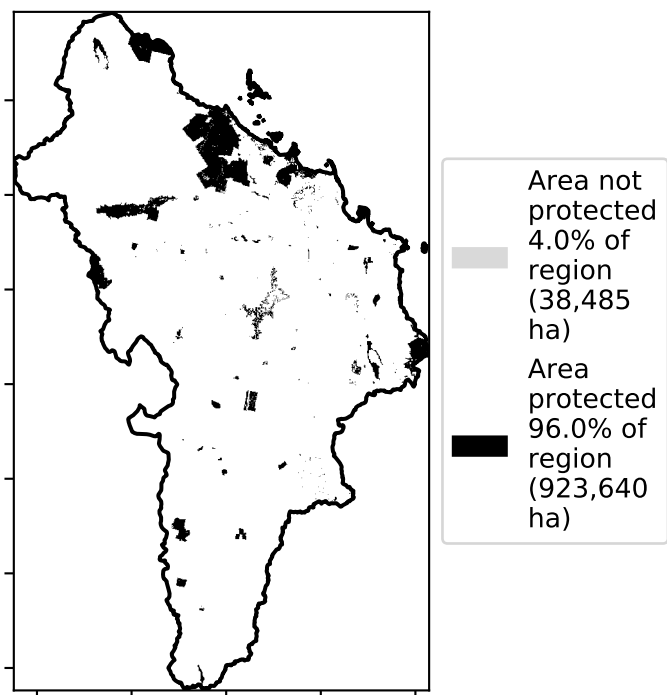 Area not
protected
4.0% of
region
(38,485
ha)
Area
protected
96.0% of
region
(923,640
ha)